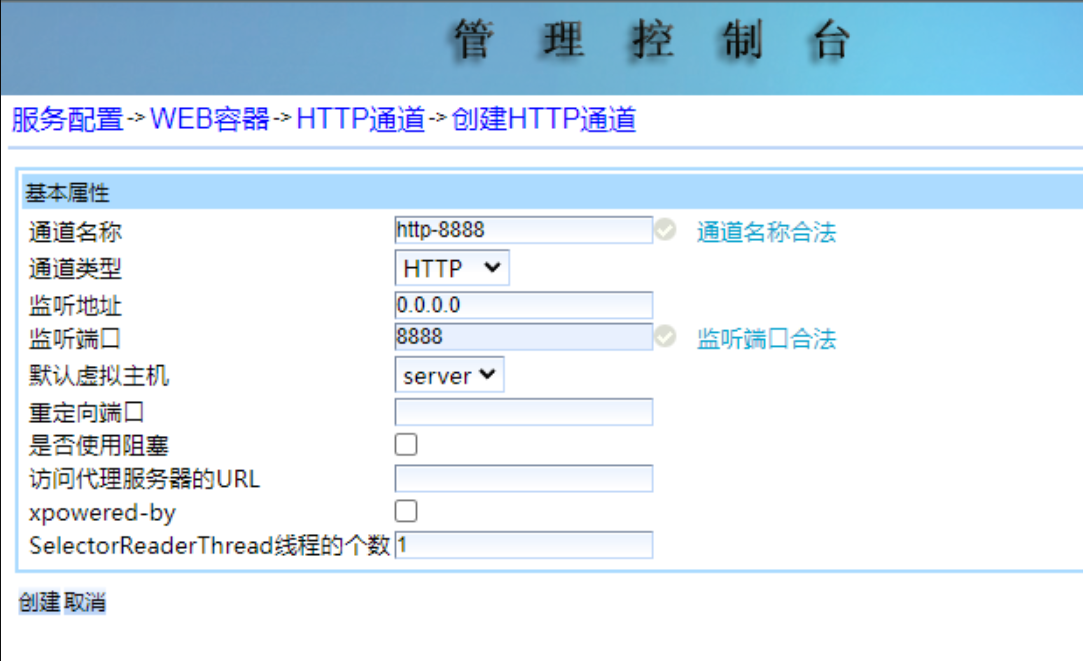 管理控制台
服务配置->WEB容器->HTTP通道->创建HTTP通道
基本属性
通道名称 http-8888 通道名称合法
通道类型 HTTP
监听地址 0.0.0.0
监听端口 8888 监听端口合法
默认虚拟主机 server
重定向端口
是否使用阻塞
访问代理服务器的URL
xpowered-by
SelectorReaderThread线程的个数 1
创建 取消